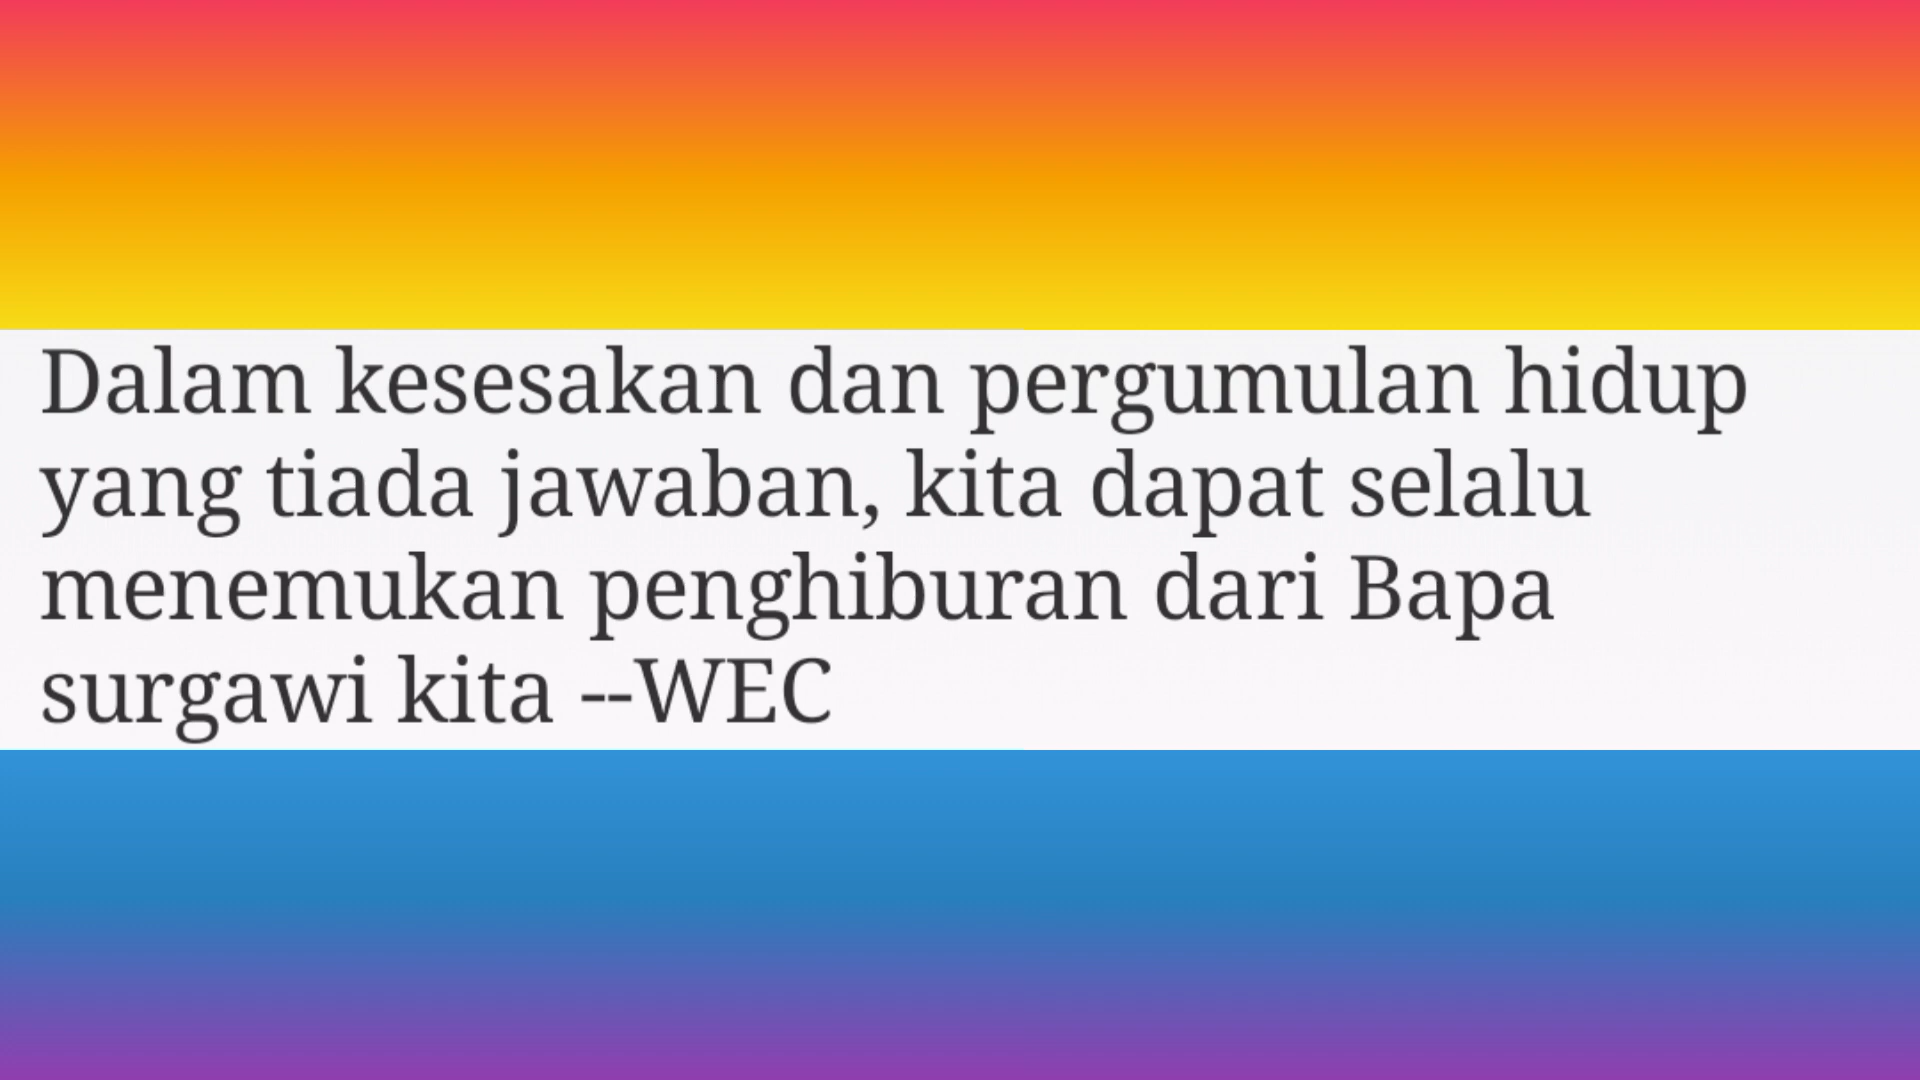 Dalam kesesakan dan pergumulan hidup
yang tiada jawaban, kita dapat selalu
menemukan penghiburan dari Bapa
surgawi kita --WEC